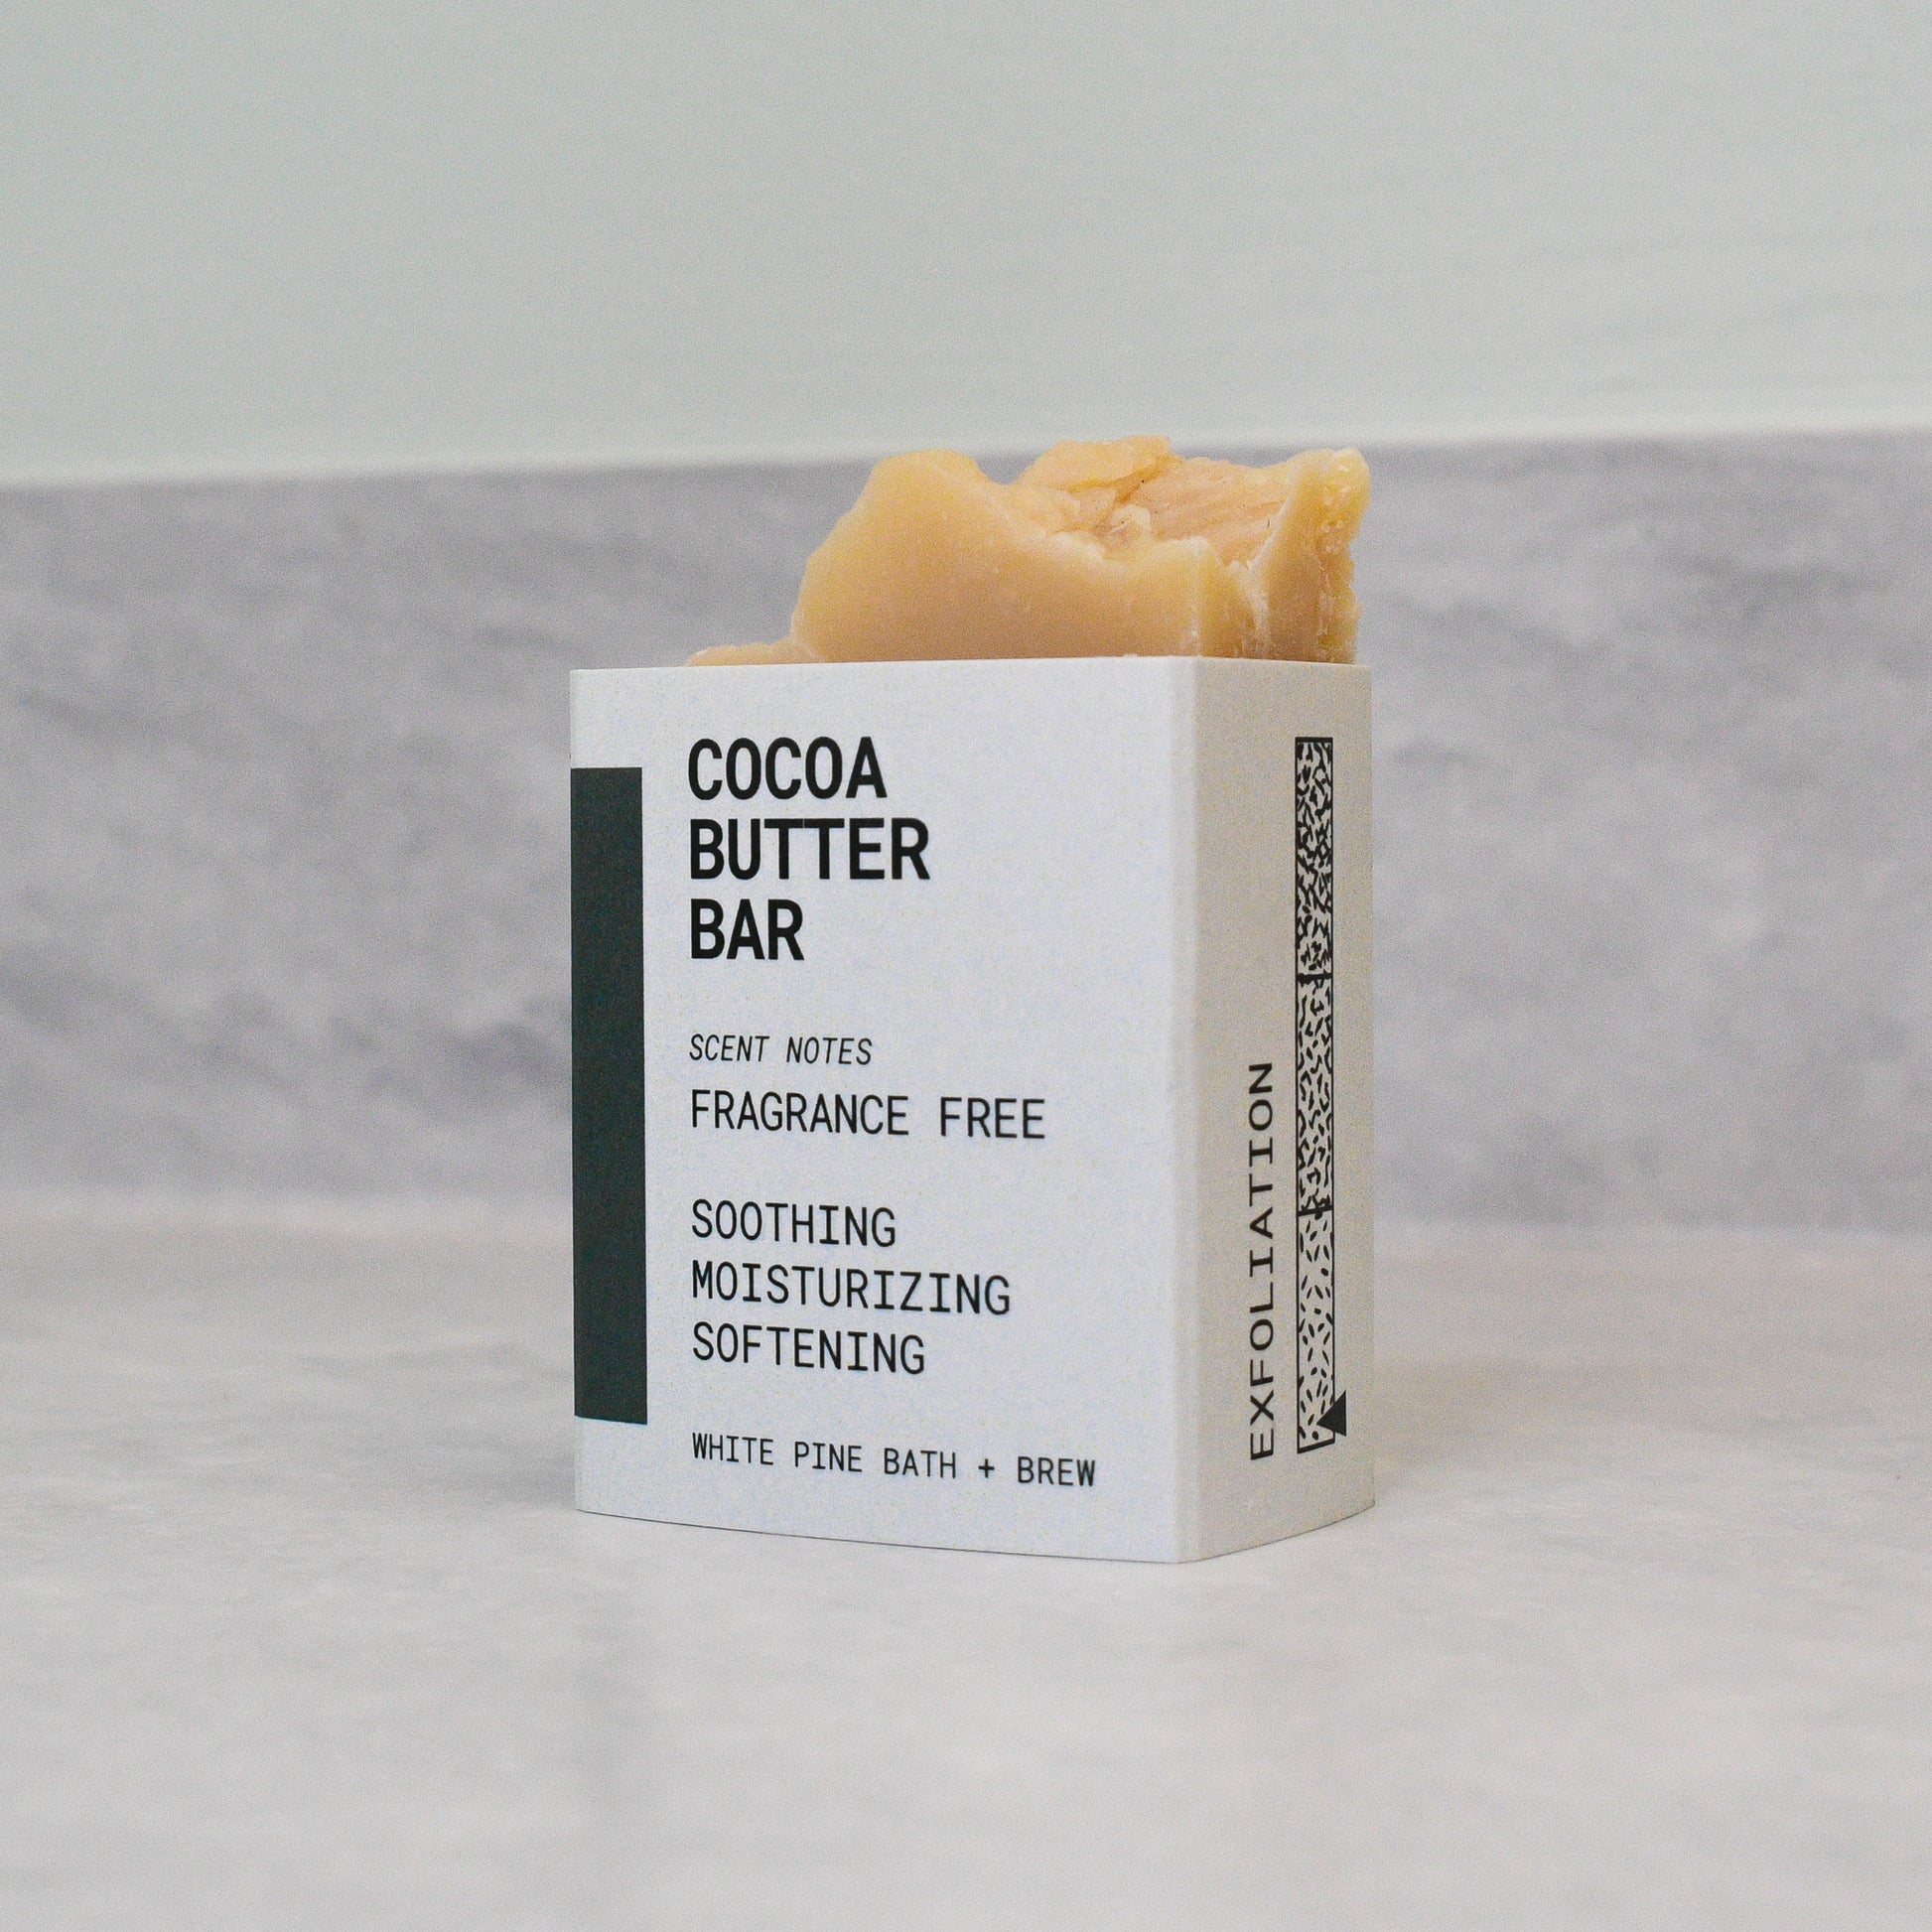 COCOA
BUTTER
BAR
SCENT NOTES
FRAGRANCE FREE
SOOTHING
MOISTURIZING
SOFTENING
WHITE PINE BATH + BREW
EXFOLIATION